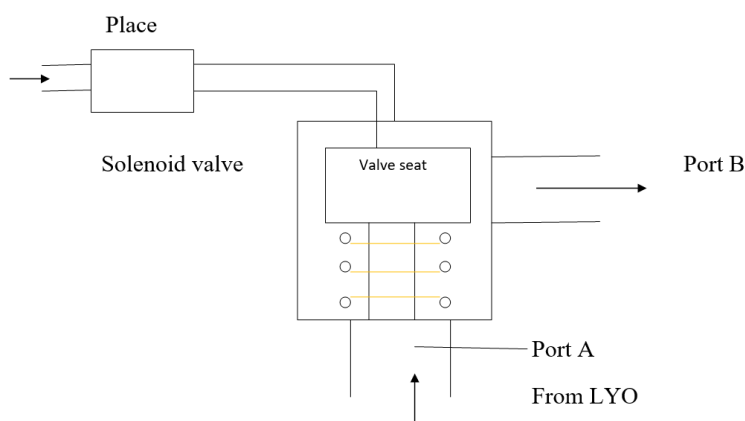 Place
Solenoid valve
Valve seat
Port B
Port A
From LYO